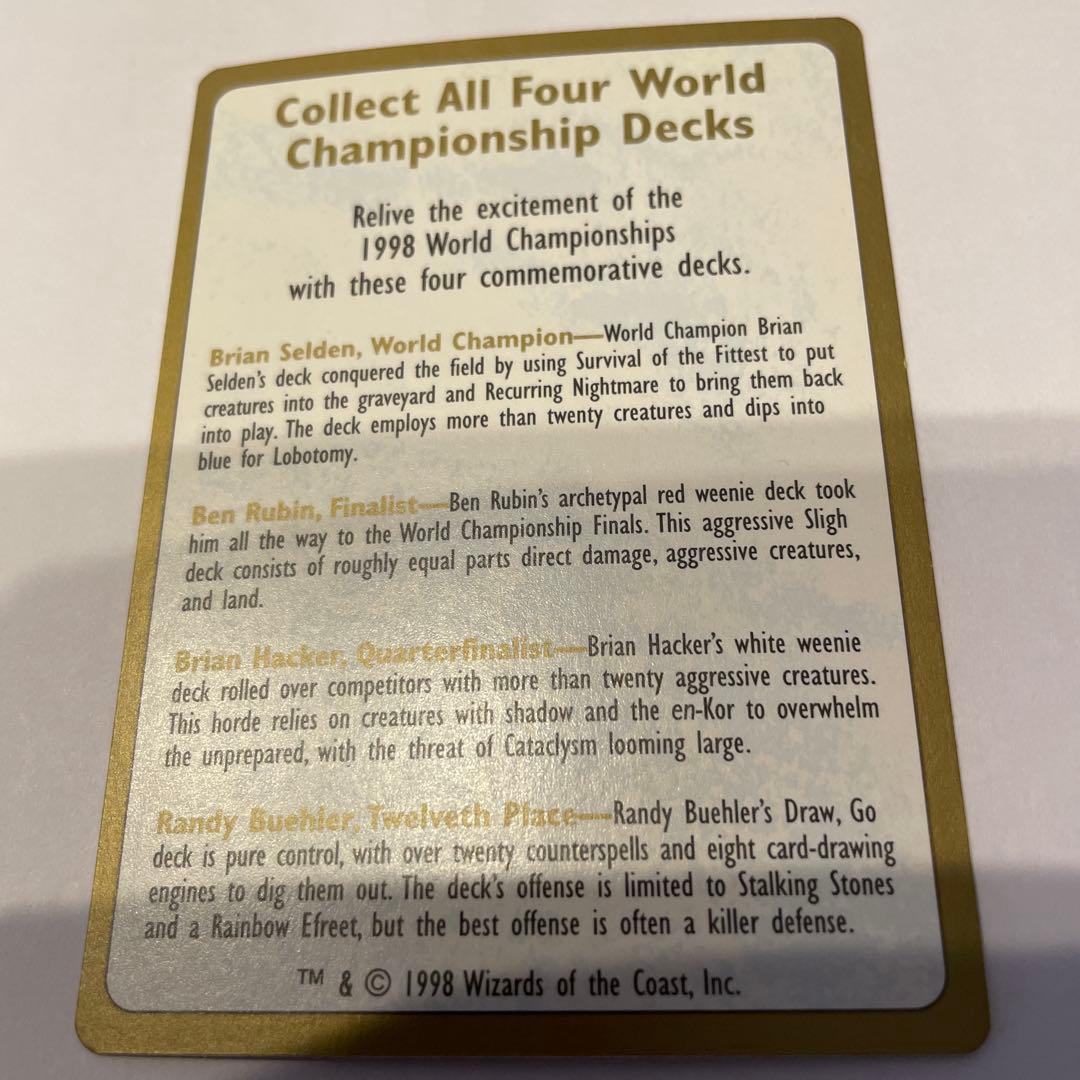 Collect All Four World
Championship Decks
Relive the excitement of the
1998 World Championships
with these four commemorative decks.
Brian Selden, World Champion—World Champion Brian
Selden's deck conquered the field by using Survival of the Fittest to put
creatures into the graveyard and Recurring Nightmare to bring them back
into play. The deck employs more than twenty creatures and dips into
blue for Lobotomy.
Ben Rubin, Finalist—Ben Rubin's archetypal red weenie deck took
him all the way to the World Championship Finals. This aggressive Sligh
deck consists of roughly equal parts direct damage, aggressive creatures,
and land.
Brian Hacker, Quarterfinalist—Brian Hacker's white weenie
deck rolled over competitors with more than twenty aggressive creatures.
This horde relies on creatures with shadow and the en-Kor to overwhelm
the unprepared, with the threat of Cataclysm looming large.
Randy Buehler, Twelveth Place—Randy Buehler's Draw, Go
deck is pure control, with over twenty counterspells and eight card-drawing
engines to dig them out. The deck's offense is limited to Stalking Stones
and a Rainbow Efreet, but the best offense is often a killer defense.
™ & © 1998 Wizards of the Coast, Inc.